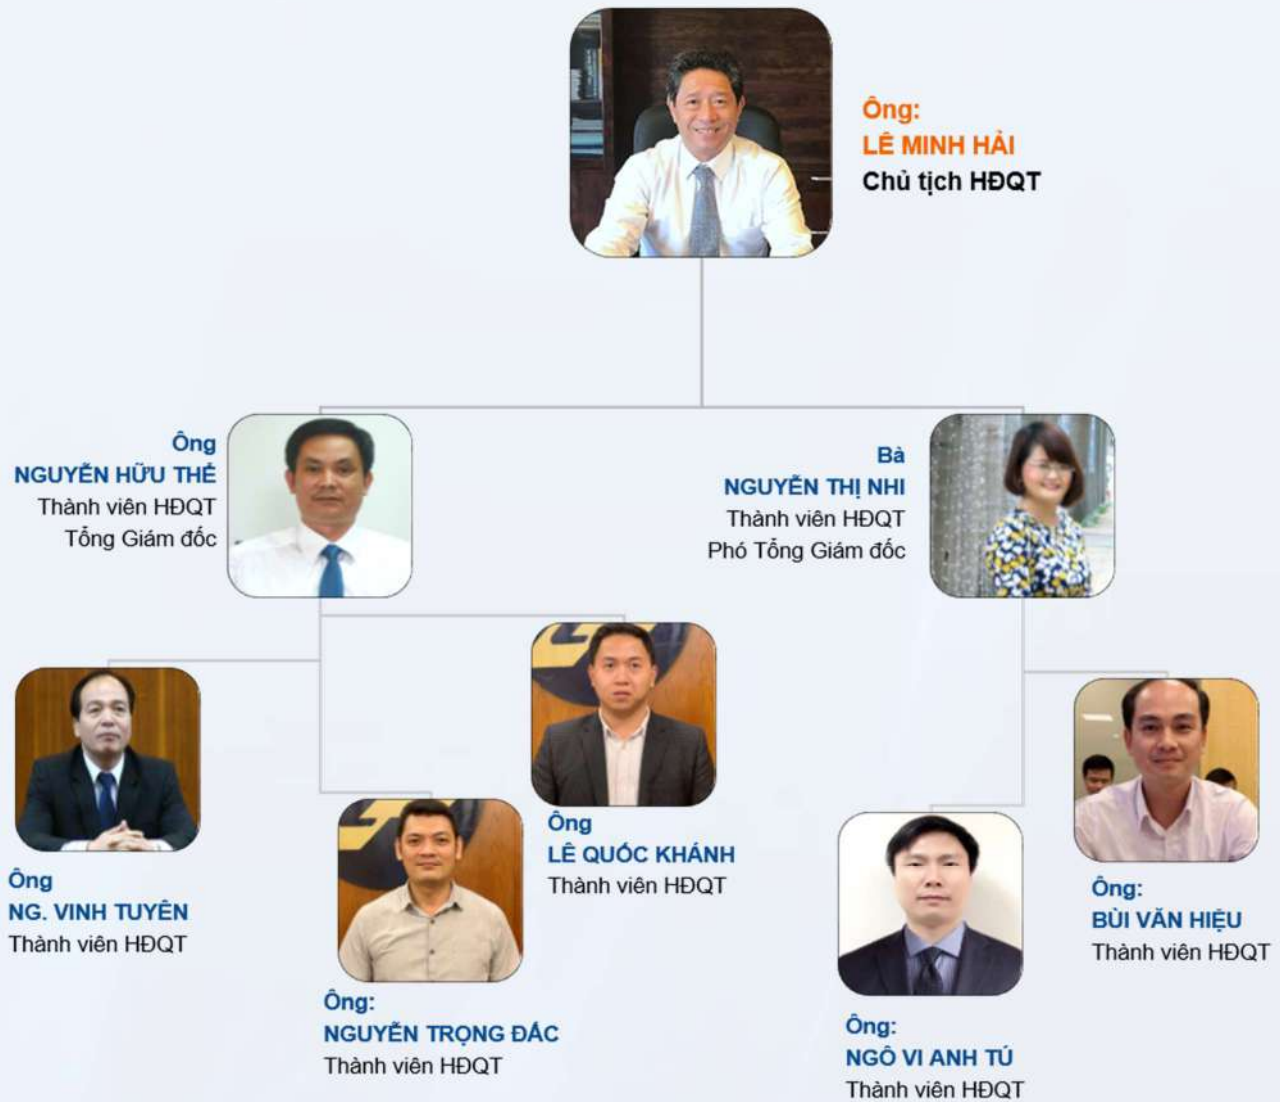 Ông:
LÊ MINH HẢI
Chủ tịch HĐQT
Ông
NGUYỄN HỮU THẾ
Thành viên HĐQT
Tổng Giám đốc
Bà
NGUYỄN THỊ NHI
Thành viên HĐQT
Phó Tổng Giám đốc
Ông
NG. VINH TUYÊN
Thành viên HĐQT
Ông:
NGUYỄN TRỌNG ĐẮC
Thành viên HĐQT
Ông
LÊ QUỐC KHÁNH
Thành viên HĐQT
Ông:
NGÔ VI ANH TÚ
Thành viên HĐQT
Ông:
BÙI VĂN HIỆU
Thành viên HĐQT